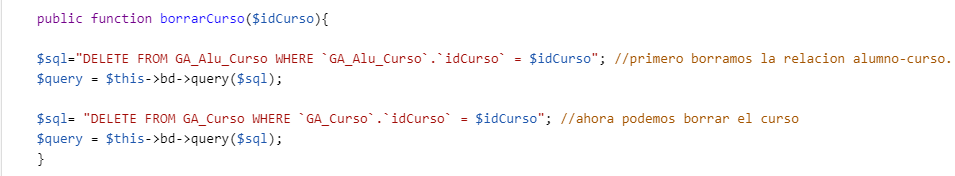 public function borrarCurso($idCurso){
$sql="DELETE FROM GA_Alu_Curso WHERE `GA_Alu_Curso`.`idCurso` = $idCurso"; //primero borramos la relacion alumno-curso.
$query = $this->bd->query($sql);
$sql= "DELETE FROM GA_Curso WHERE `GA_Curso`.`idCurso` = $idCurso"; //ahora podemos borrar el curso
$query = $this->bd->query($sql);
}